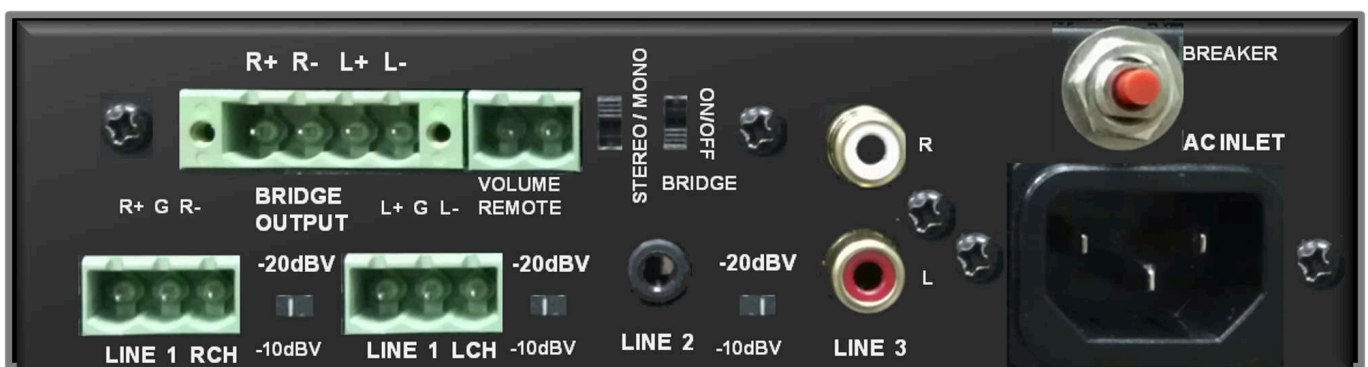 R+ R- L+ L-
BREAKER
STEREO / MONO
ON/OFF
R
AC INLET
VOLUME
REMOTE
BRIDGE
R+ G R-
BRIDGE
OUTPUT
L+ G L-
-20dBV
-20dBV
-20dBV
L
LINE 1 RCH
-10dBV
LINE 1 LCH
-10dBV
LINE 2
-10dBV
LINE 3